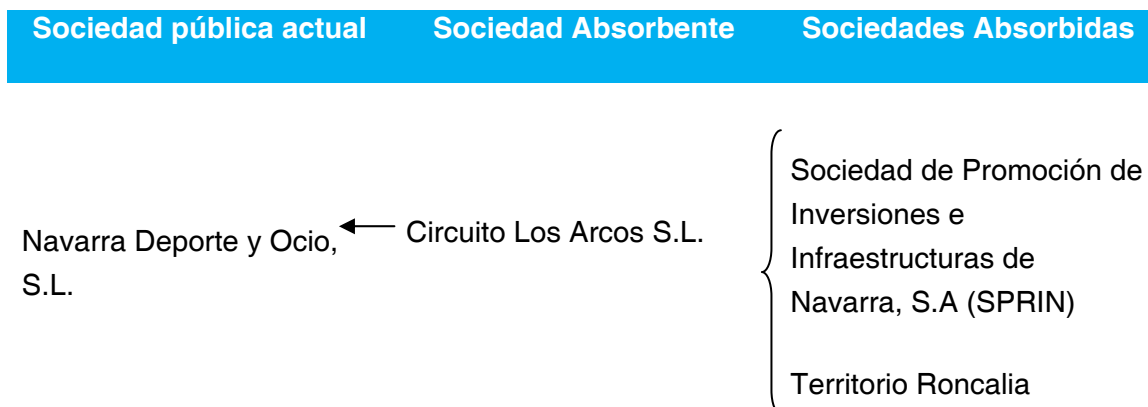 Sociedad pública actual
Sociedad Absorbente
Sociedades Absorbidas
Navarra Deporte y Ocio,
S.L.
Circuito Los Arcos S.L.
Sociedad de Promoción de
Inversiones e
Infraestructuras de
Navarra, S.A (SPRIN)
Territorio Roncalia